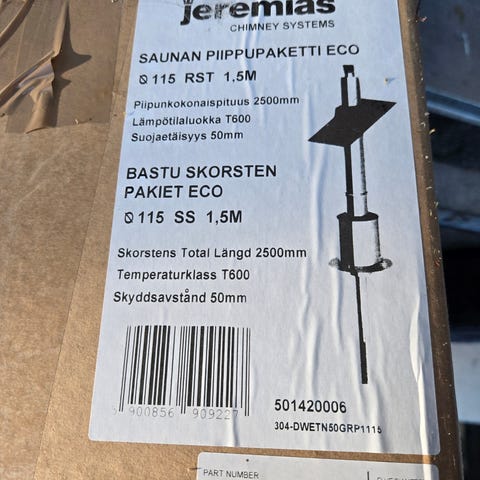 jeremias
CHIMNEY SYSTEMS
SAUNAN PIIPPUPAKETTI ECO
Ø 115 RST 1,5M
Piipunkokonaispituus 2500mm
Lämpötilaluokka T600
Suojaetäisyys 50mm
BASTU SKORSTEN
PAKIET ECO
Ø 115 SS 1,5M
Skorstens Total Längd 2500mm
Temperaturklass T600
Skyddsavstånd 50mm
5 900856 909227
501420006
304-DWETN50GRP1115
PART NUMBER